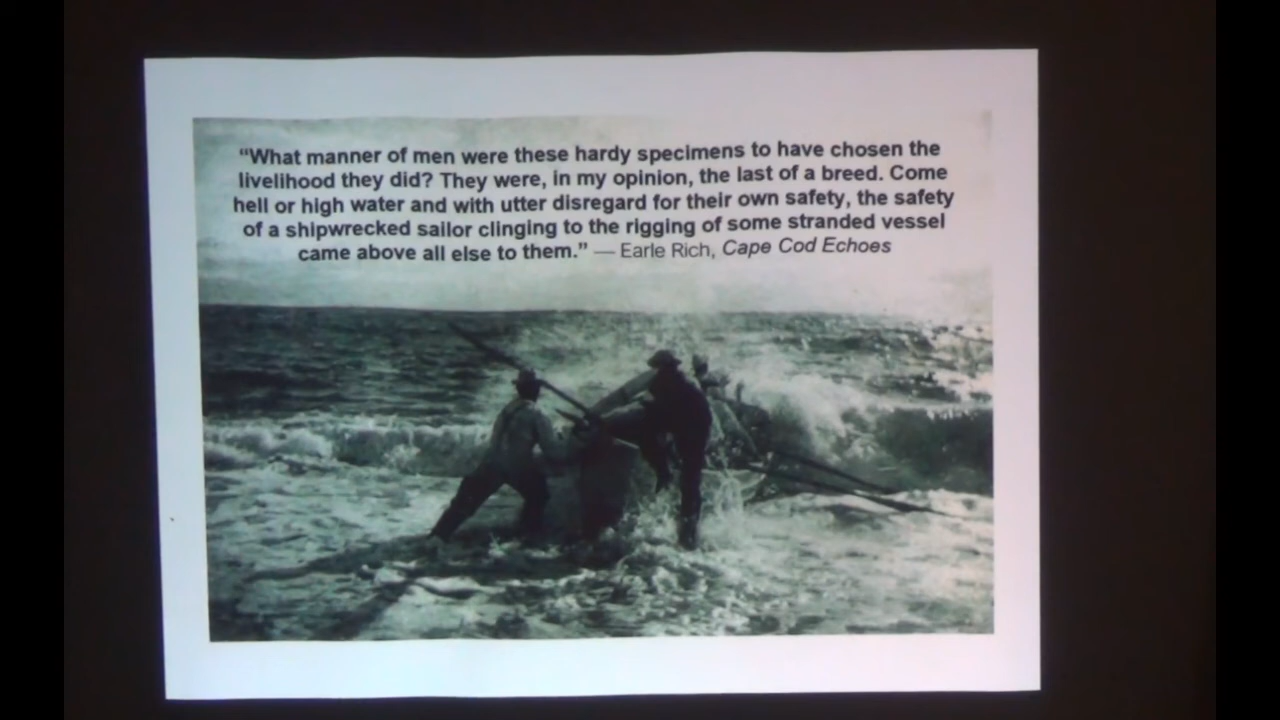 “What manner of men were these hardy specimens to have chosen the
livelihood they did? They were, in my opinion, the last of a breed. Come
hell or high water and with utter disregard for their own safety, the safety
of a shipwrecked sailor clinging to the rigging of some stranded vessel
came above all else to them.” — Earle Rich, Cape Cod Echoes